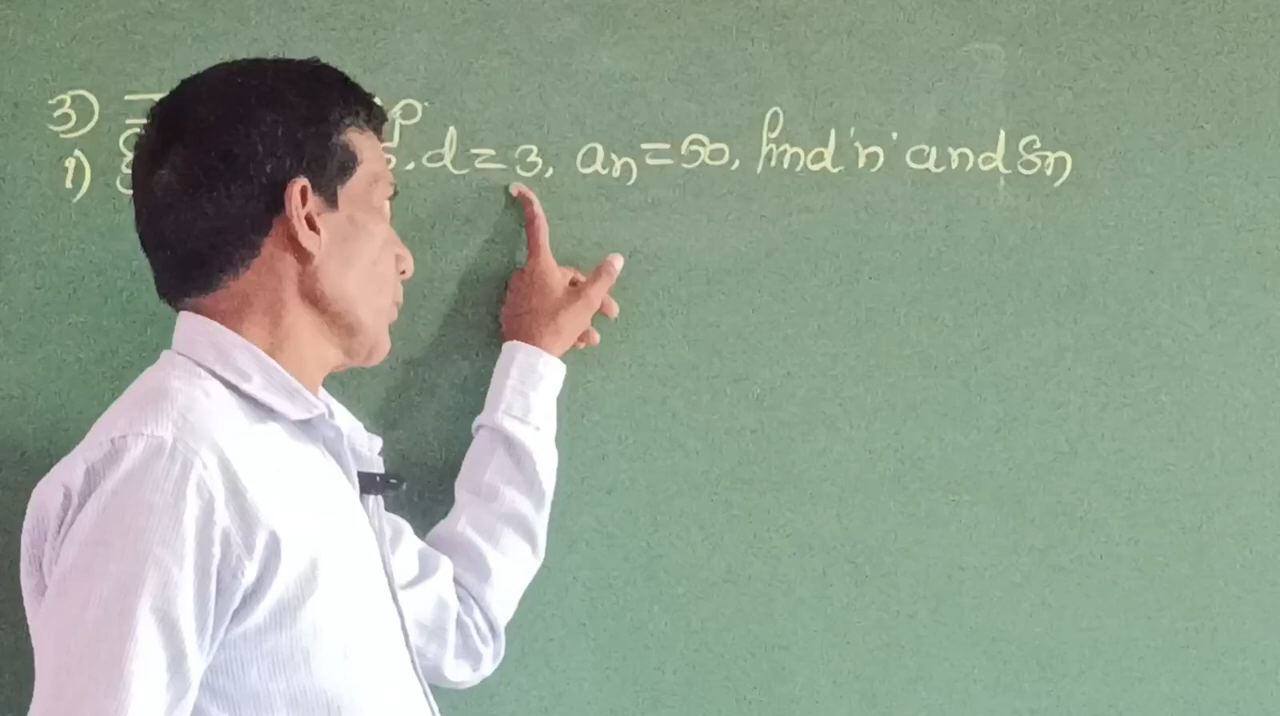 3) P
1) , d=3, an=50, find 'n' and Sn